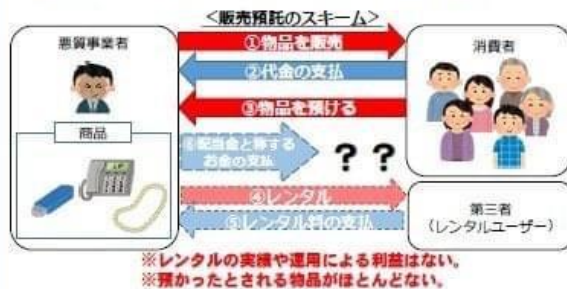 <販売預託のスキーム>
悪質事業者
①物品を販売
消費者
②代金の支払
③物品を預ける
商品
⑥配当金と称する
お金の支払
？？
④レンタル
⑤レンタル料の支払
第三者
（レンタルユーザー）
※レンタルの実績や運用による利益はない。
※預かったとされる物品がほとんどない。